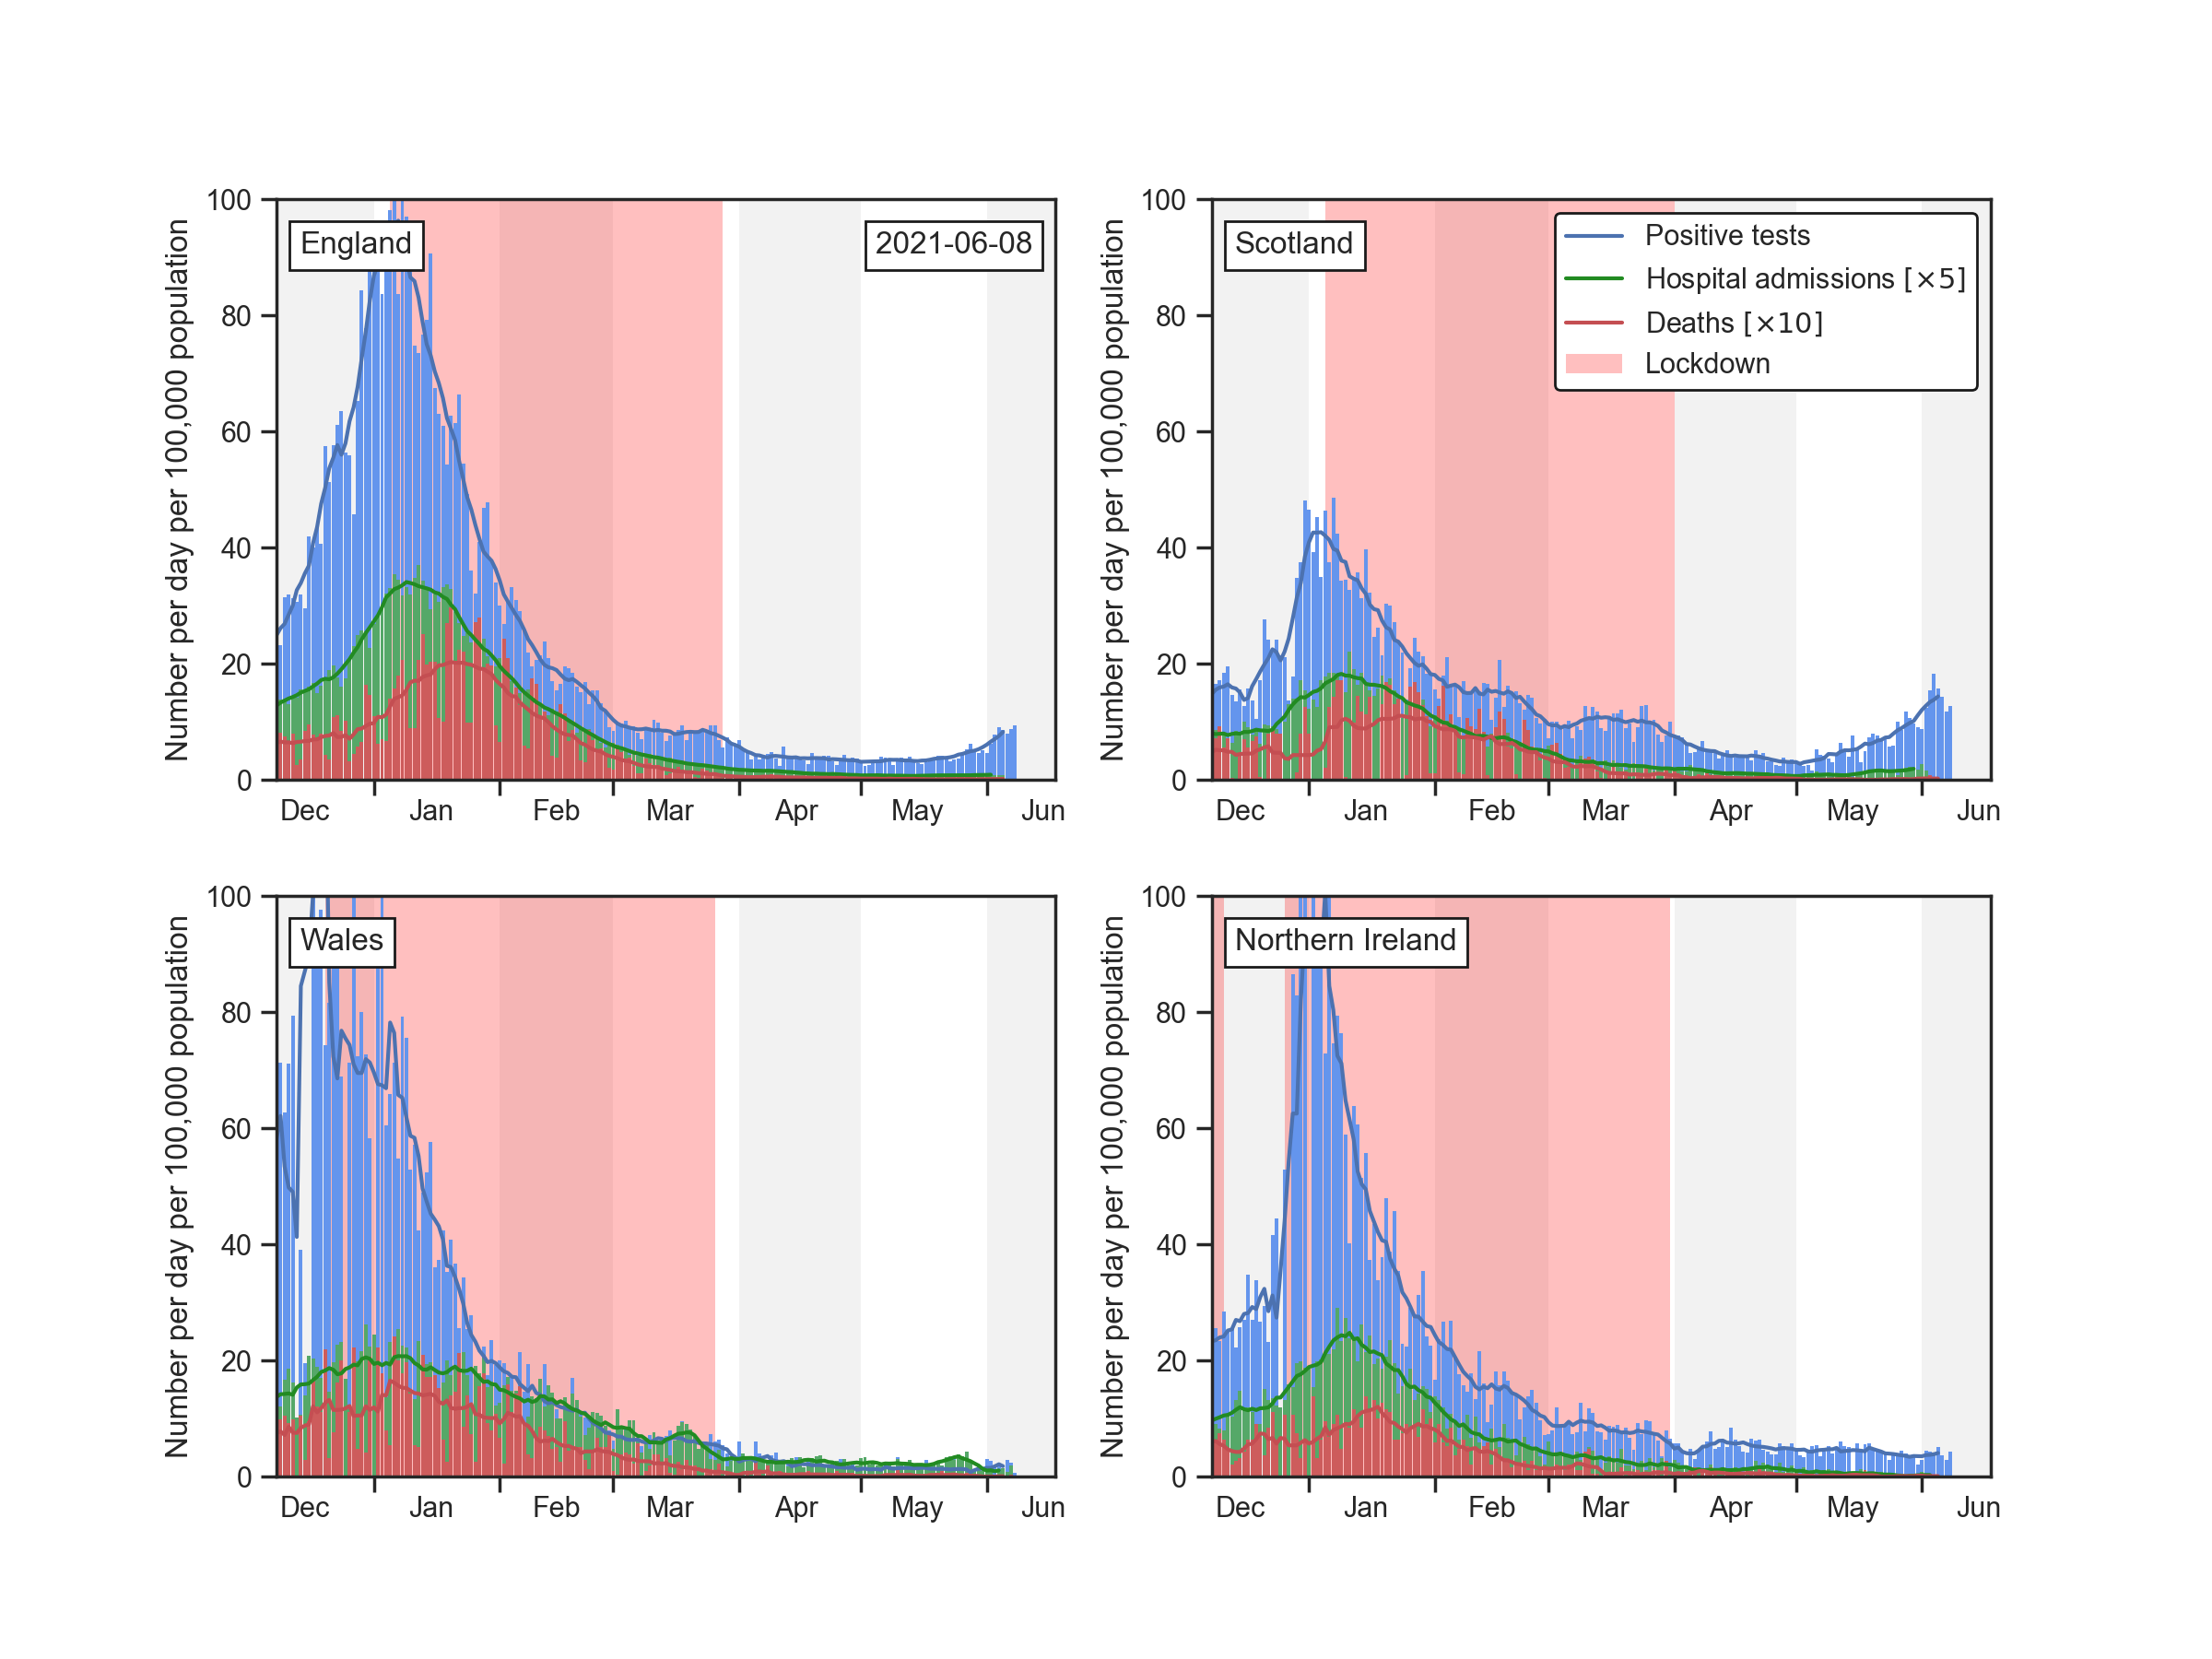 Number per day per 100,000 population
100
80
60
40
20
0
England
2021-06-08
Dec Jan Feb Mar Apr May Jun
Number per day per 100,000 population
100
80
60
40
20
0
Scotland
Positive tests
Hospital admissions [×5]
Deaths [×10]
Lockdown
Dec Jan Feb Mar Apr May Jun
Number per day per 100,000 population
100
80
60
40
20
0
Wales
Dec Jan Feb Mar Apr May Jun
Number per day per 100,000 population
100
80
60
40
20
0
Northern Ireland
Dec Jan Feb Mar Apr May Jun